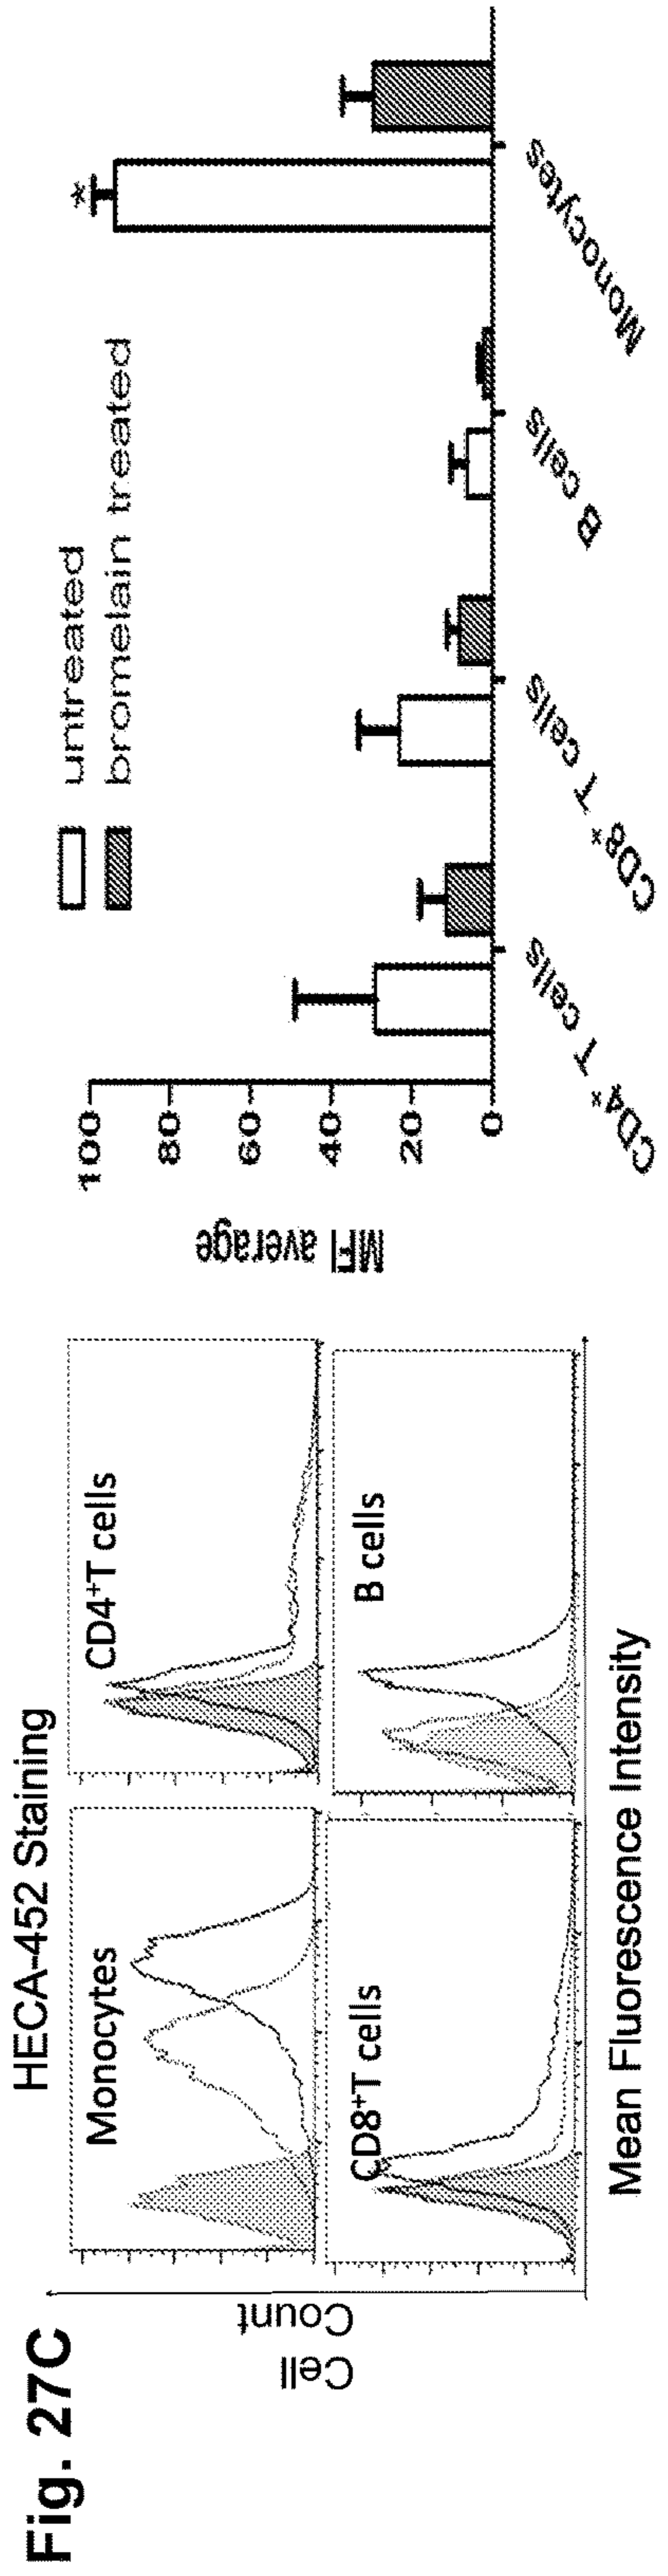 Fig. 27C
HECA-452 Staining
Cell
Count
Monocytes
CD4⁺T cells
CD8⁺T cells
B cells
Mean Fluorescence Intensity
MFI average
100
80
60
40
20
0
untreated
bromelain treated
*
CD4⁺ T cells
CD8⁺ T cells
B cells
Monocytes